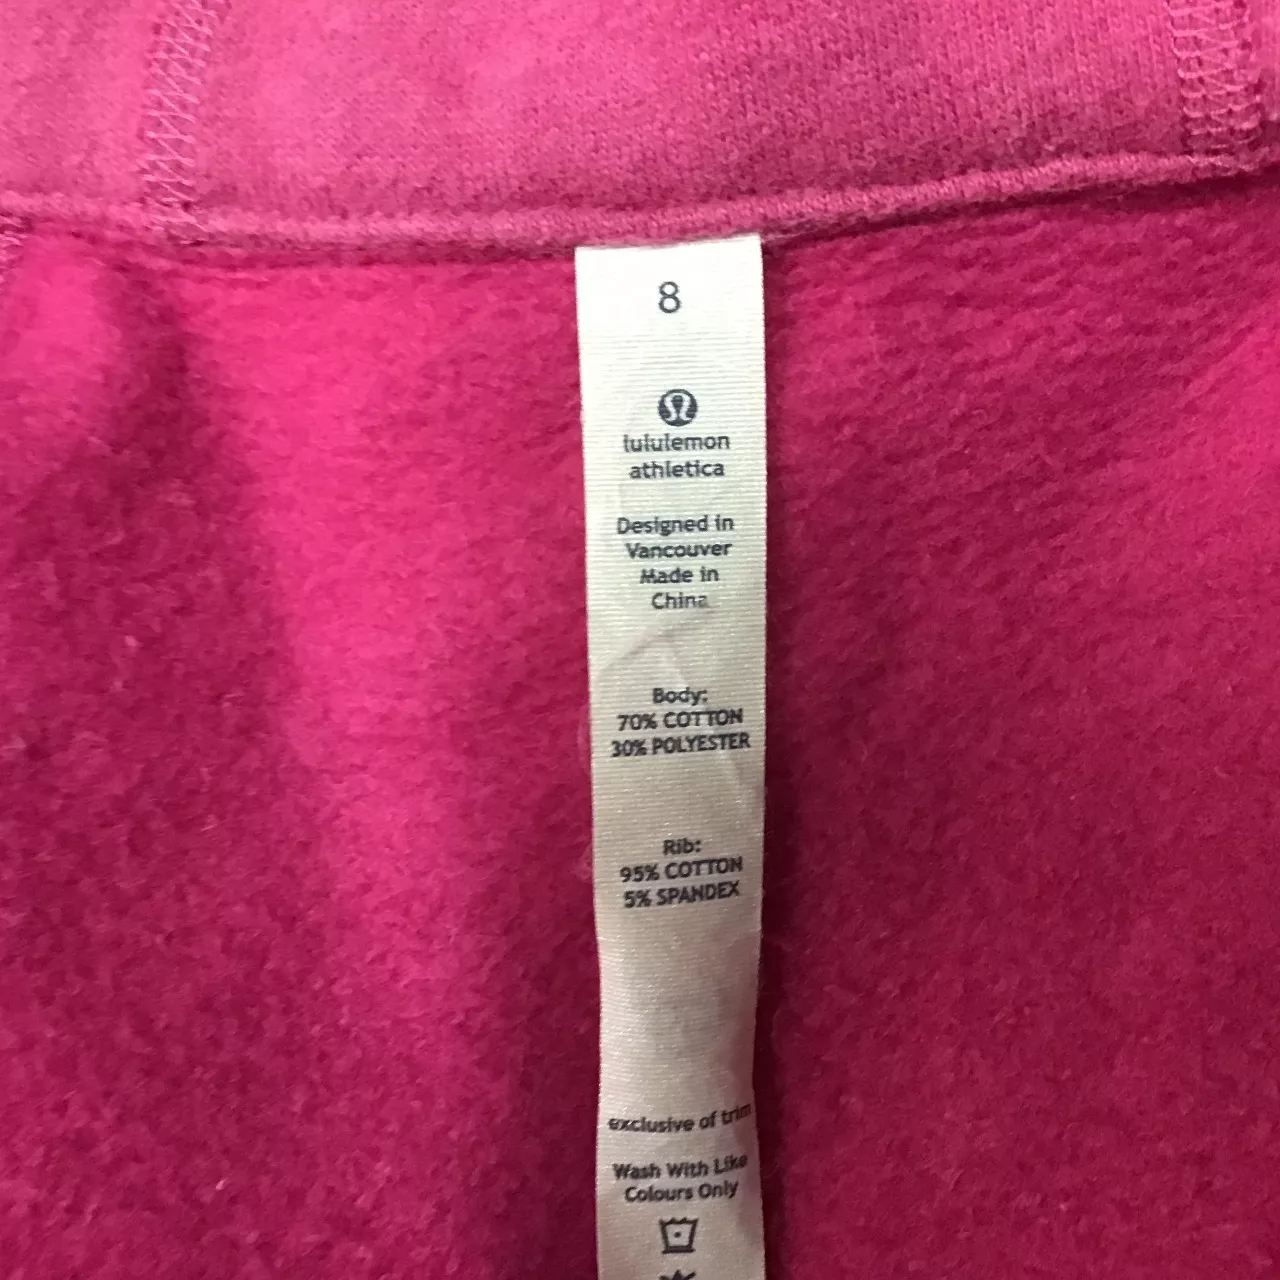 8
lululemon
athletica
Designed in
Vancouver
Made in
China
Body:
70% COTTON
30% POLYESTER
Rib:
95% COTTON
5% SPANDEX
exclusive of trim
Wash With Like
Colours Only